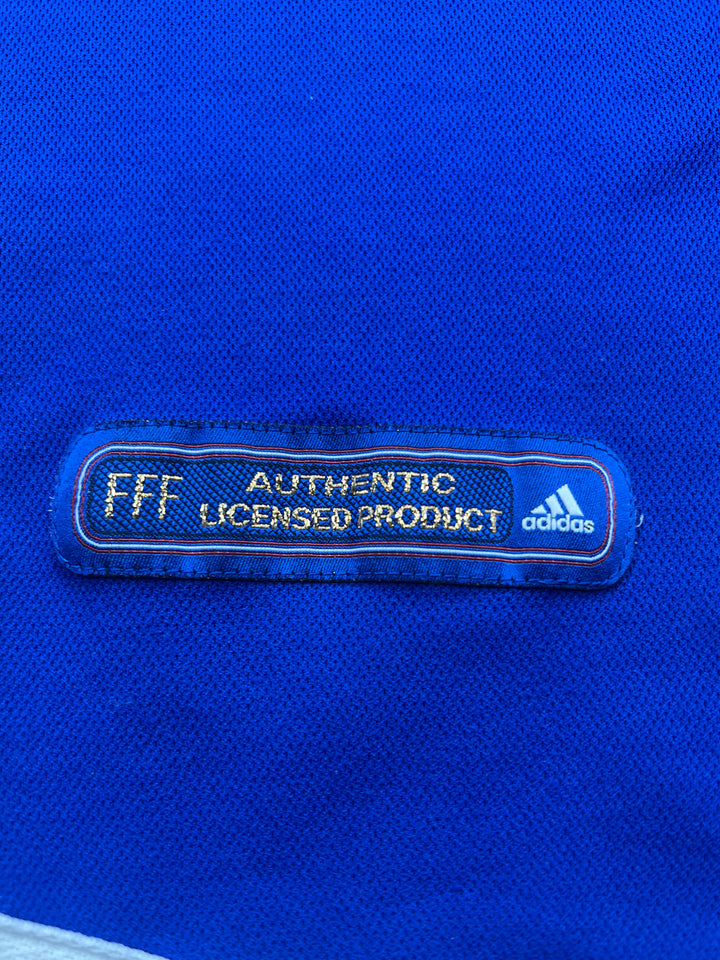 FFF
AUTHENTIC
LICENSED PRODUCT
adidas